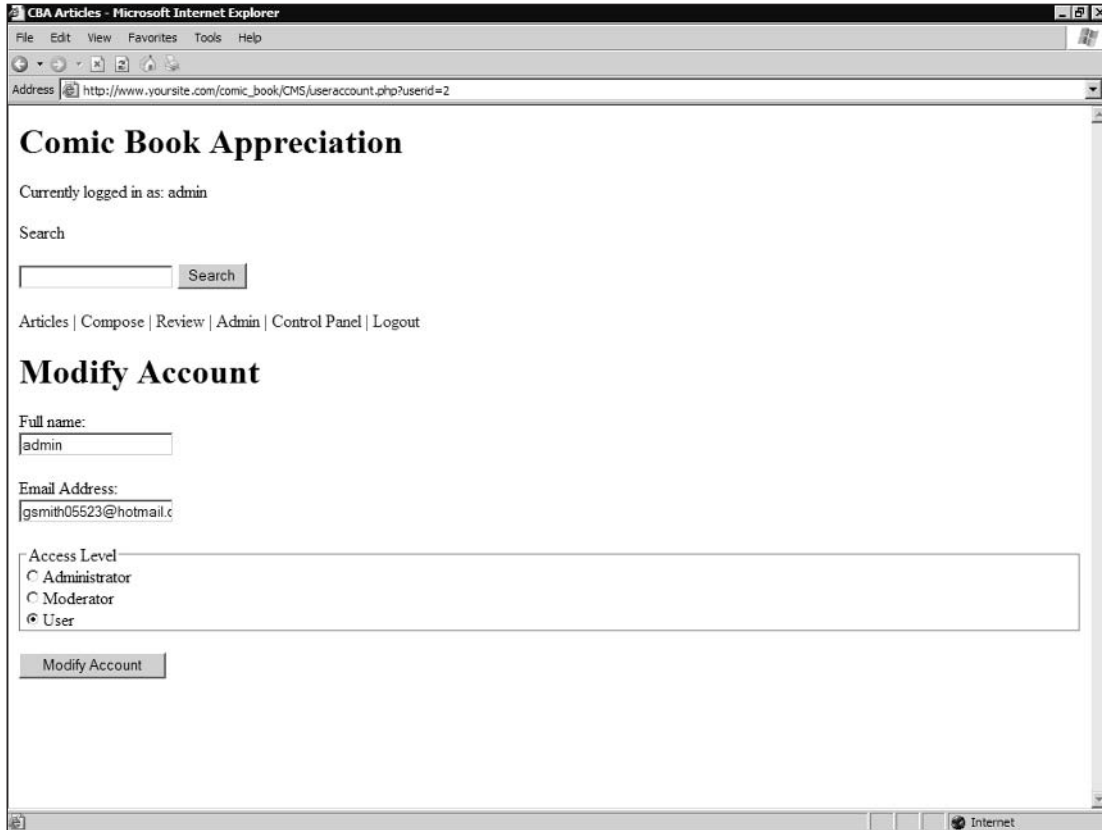 CBA Articles - Microsoft Internet Explorer
File Edit View Favorites Tools Help
Address http://www.yoursite.com/comic_book/CMS/useraccount.php?userid=2
Comic Book Appreciation
Currently logged in as: admin
Search
Search
Articles | Compose | Review | Admin | Control Panel | Logout
Modify Account
Full name:
admin
Email Address:
gsmith05523@hotmail.c
Access Level
Administrator
Moderator
User
Modify Account
Internet